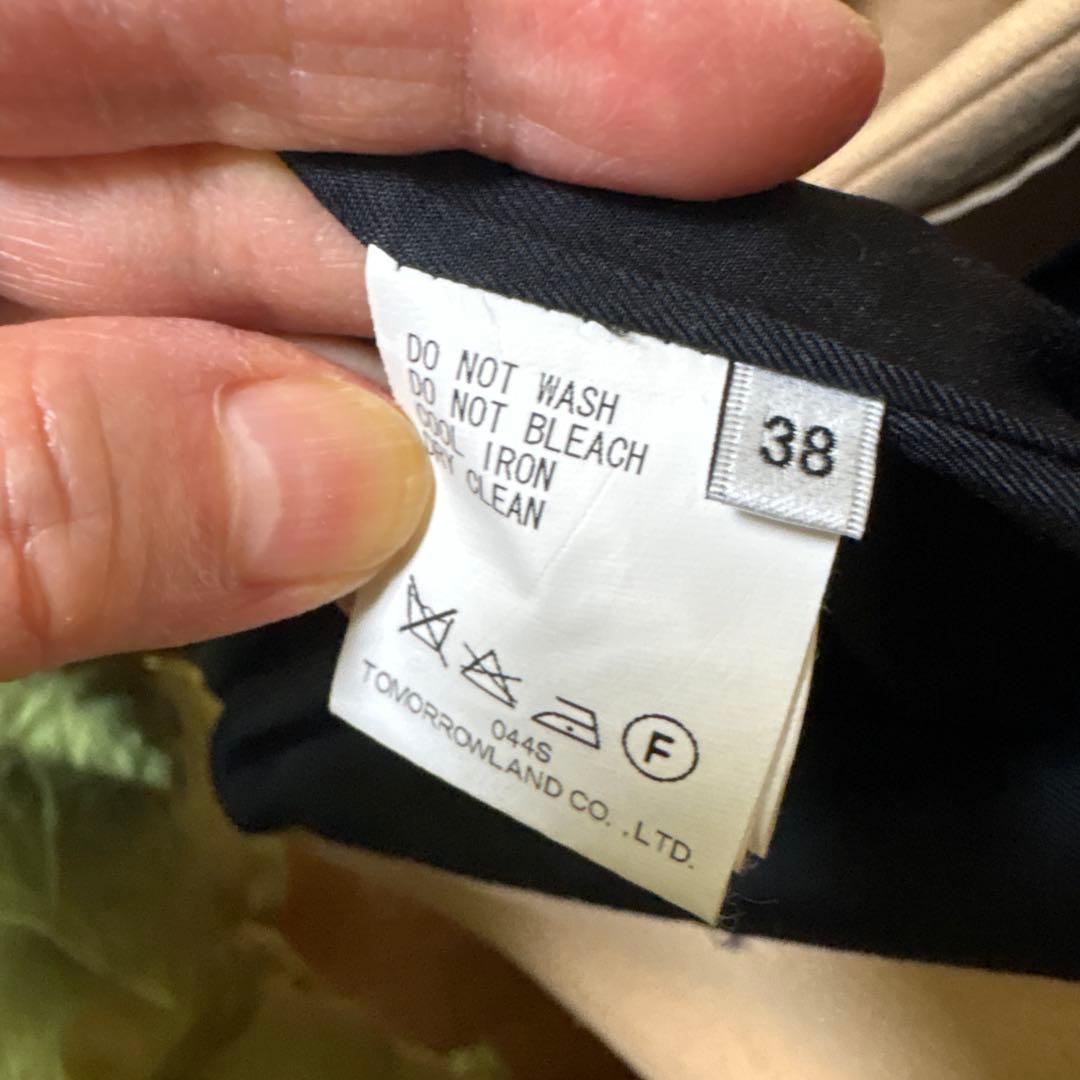 DO NOT WASH
DO NOT BLEACH
COOL IRON
DRY CLEAN
38
F
044S
TOMORROWLAND CO.,LTD.